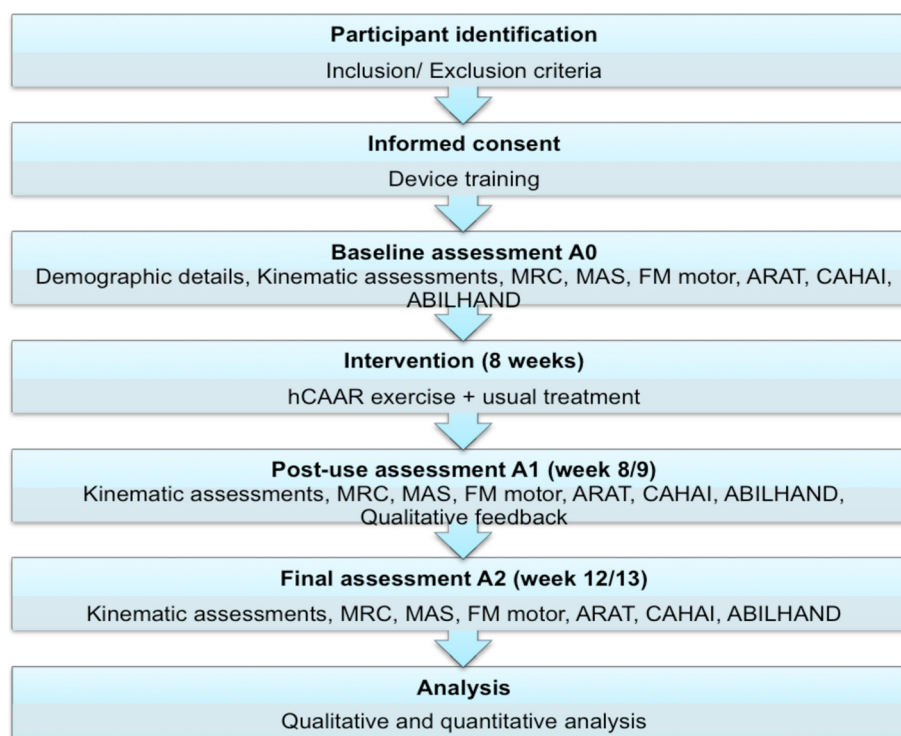 Participant identification
Inclusion/ Exclusion criteria
Informed consent
Device training
Baseline assessment A0
Demographic details, Kinematic assessments, MRC, MAS, FM motor, ARAT, CAHAI,
ABILHAND
Intervention (8 weeks)
hCAAR exercise + usual treatment
Post-use assessment A1 (week 8/9)
Kinematic assessments, MRC, MAS, FM motor, ARAT, CAHAI, ABILHAND,
Qualitative feedback
Final assessment A2 (week 12/13)
Kinematic assessments, MRC, MAS, FM motor, ARAT, CAHAI, ABILHAND
Analysis
Qualitative and quantitative analysis